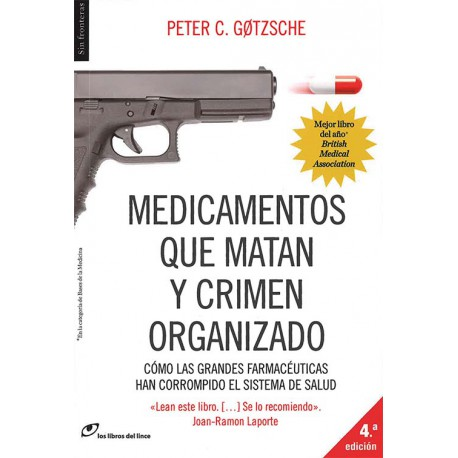 Sin fronteras
PETER C. GØTZSCHE
Mejor libro
del año*
British
Medical
Association
MEDICAMENTOS
QUE MATAN
Y CRIMEN
ORGANIZADO
CÓMO LAS GRANDES FARMACÉUTICAS
HAN CORROMPIDO EL SISTEMA DE SALUD
«Lean este libro. [...] Se lo recomiendo».
Joan-Ramon Laporte
*En la categoría de Bases de la Medicina
los libros del lince
4.ª
edición